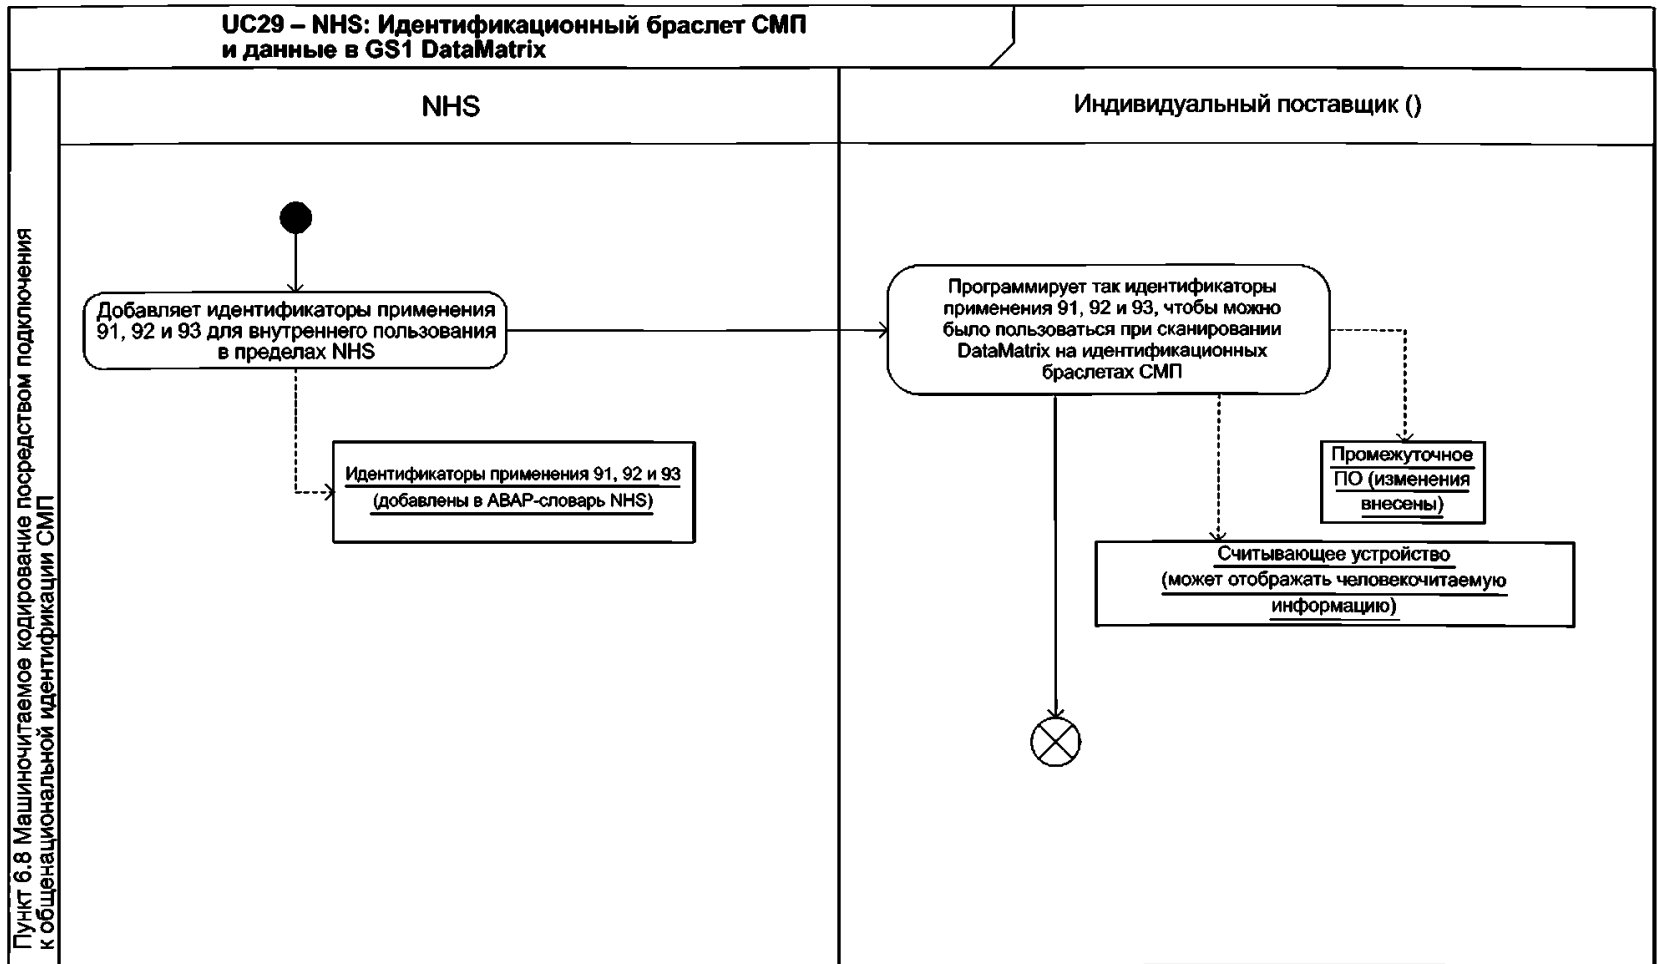 UC29 – NHS: Идентификационный браслет СМП
и данные в GS1 DataMatrix
NHS
Индивидуальный поставщик ()
Пункт 6.8 Машиночитаемое кодирование посредством подключения
к общенациональной идентификации СМП
Добавляет идентификаторы применения
91, 92 и 93 для внутреннего пользования
в пределах NHS
Программирует так идентификаторы
применения 91, 92 и 93, чтобы можно
было пользоваться при сканировании
DataMatrix на идентификационных
браслетах СМП
Идентификаторы применения 91, 92 и 93
(добавлены в АВАР-словарь NHS)
Промежуточное
ПО (изменения
внесены)
Считывающее устройство
(может отображать человекочитаемую
информацию)